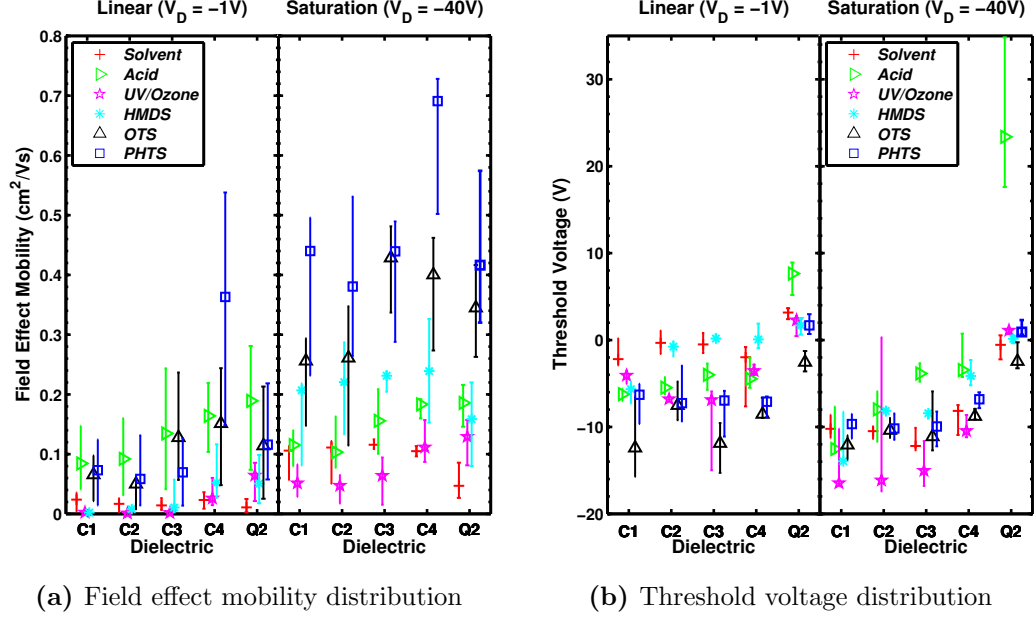 Linear (V_D = −1V) Saturation (V_D = −40V)
0.8
0.7
0.6
0.5
0.4
0.3
0.2
0.1
0
Field Effect Mobility (cm²/Vs)
Solvent
Acid
UV/Ozone
HMDS
OTS
PHTS
C1 C2 C3 C4 Q2 C1 C2 C3 C4 Q2
Dielectric Dielectric
(a) Field effect mobility distribution
Linear (V_D = −1V) Saturation (V_D = −40V)
30
20
10
0
−10
−20
Threshold Voltage (V)
Solvent
Acid
UV/Ozone
HMDS
OTS
PHTS
C1 C2 C3 C4 Q2 C1 C2 C3 C4 Q2
Dielectric Dielectric
(b) Threshold voltage distribution